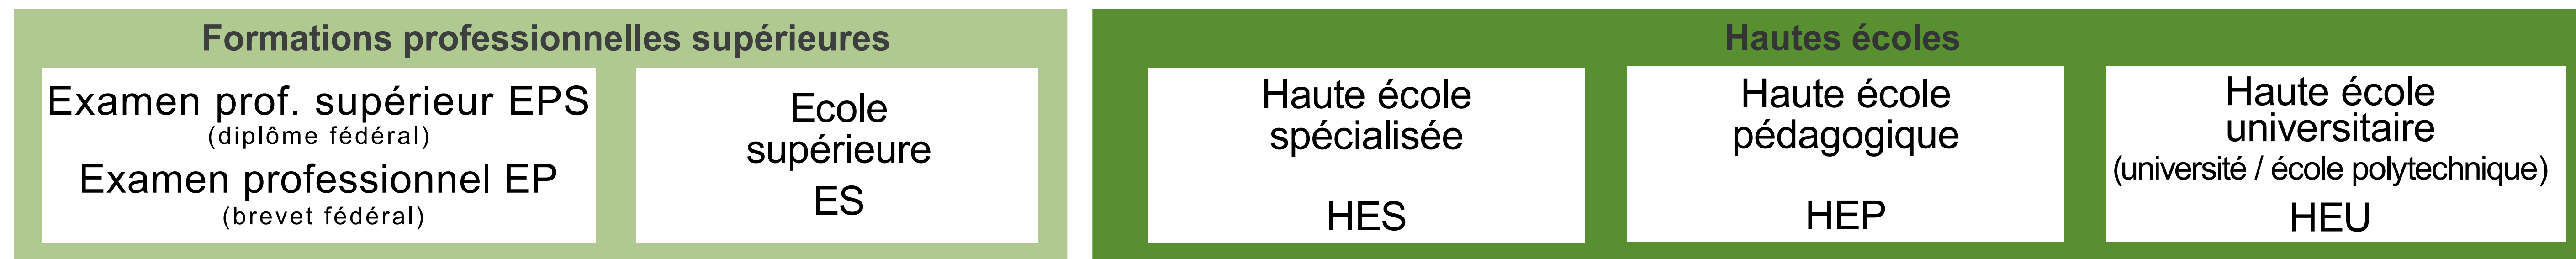 Formations professionnelles supérieures
Examen prof. supérieur EPS
(diplôme fédéral)
Examen professionnel EP
(brevet fédéral)
Ecole
supérieure
ES
Hautes écoles
Haute école
spécialisée
HES
Haute école
pédagogique
HEP
Haute école
universitaire
(université / école polytechnique)
HEU